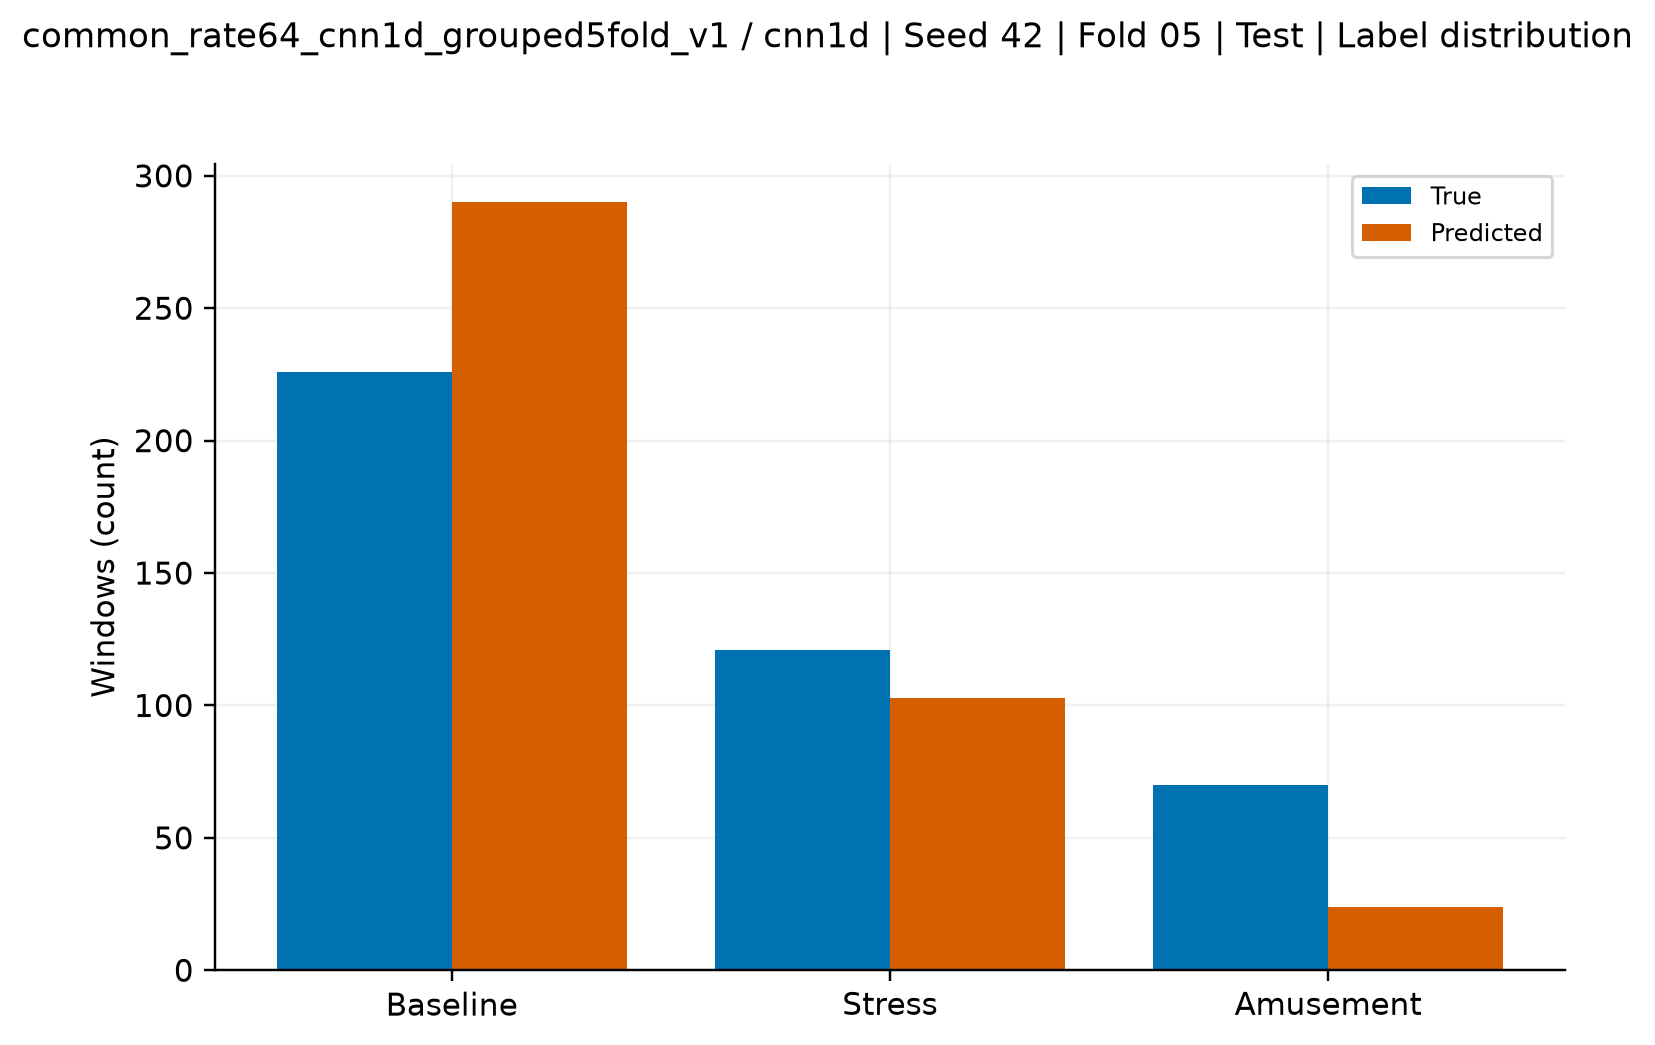 common_rate64_cnn1d_grouped5fold_v1 / cnn1d | Seed 42 | Fold 05 | Test | Label distribution
300
250
200
150
100
50
0
Windows (count)
True
Predicted
Baseline
Stress
Amusement